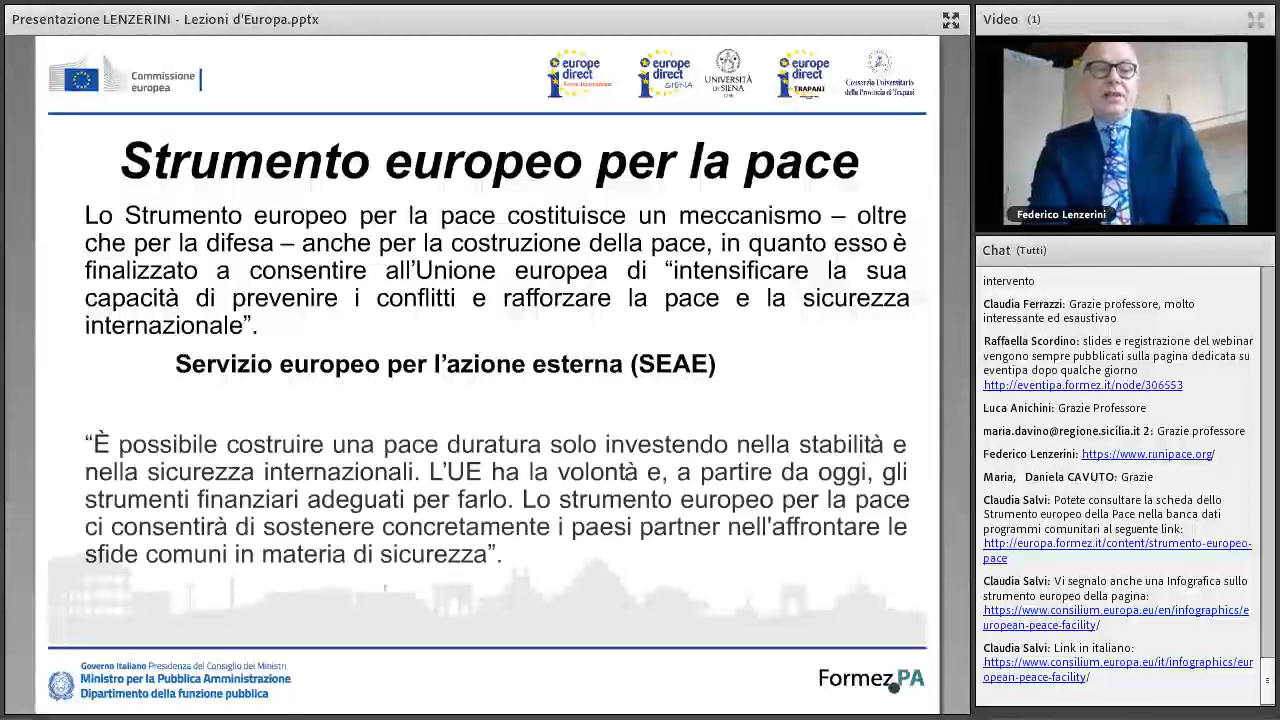 Presentazione LENZERINI - Lezioni d'Europa.pptx
Commissione
europea
europe
direct
Formez Innovazione
europe
direct
SIENA
UNIVERSITÀ
DI SIENA
1240
europe
direct
TRAPANI
Consorzio Universitario
della Provincia di Trapani
Strumento europeo per la pace
Lo Strumento europeo per la pace costituisce un meccanismo – oltre
che per la difesa – anche per la costruzione della pace, in quanto esso è
finalizzato a consentire all’Unione europea di “intensificare la sua
capacità di prevenire i conflitti e rafforzare la pace e la sicurezza
internazionale”.
Servizio europeo per l’azione esterna (SEAE)
“È possibile costruire una pace duratura solo investendo nella stabilità e
nella sicurezza internazionali. L’UE ha la volontà e, a partire da oggi, gli
strumenti finanziari adeguati per farlo. Lo strumento europeo per la pace
ci consentirà di sostenere concretamente i paesi partner nell'affrontare le
sfide comuni in materia di sicurezza”.
Governo Italiano Presidenza del Consiglio dei Ministri
Ministro per la Pubblica Amministrazione
Dipartimento della funzione pubblica
Formez PA
Video (1)
Federico Lenzerini
Chat (Tutti)
intervento
Claudia Ferrazzi: Grazie professore, molto
interessante ed esaustivao
Raffaella Scordino: slides e registrazione del webinar
vengono sempre pubblicati sulla pagina dedicata su
eventipa dopo qualche giorno
http://eventipa.formez.it/node/306553
Luca Anichini: Grazie Professore
maria.davino@regione.sicilia.it 2: Grazie professore
Federico Lenzerini: https://www.runipace.org/
Maria, Daniela CAVUTO: Grazie
Claudia Salvi: Potete consultare la scheda dello
Strumento europeo della Pace nella banca dati
programmi comunitari al seguente link:
http://europa.formez.it/content/strumento-europeo-
pace
Claudia Salvi: Vi segnalo anche una Infografica sullo
strumento europeo della pagina:
https://www.consilium.europa.eu/en/infographics/e
uropean-peace-facility/
Claudia Salvi: Link in italiano:
https://www.consilium.europa.eu/it/infographics/eur
opean-peace-facility/